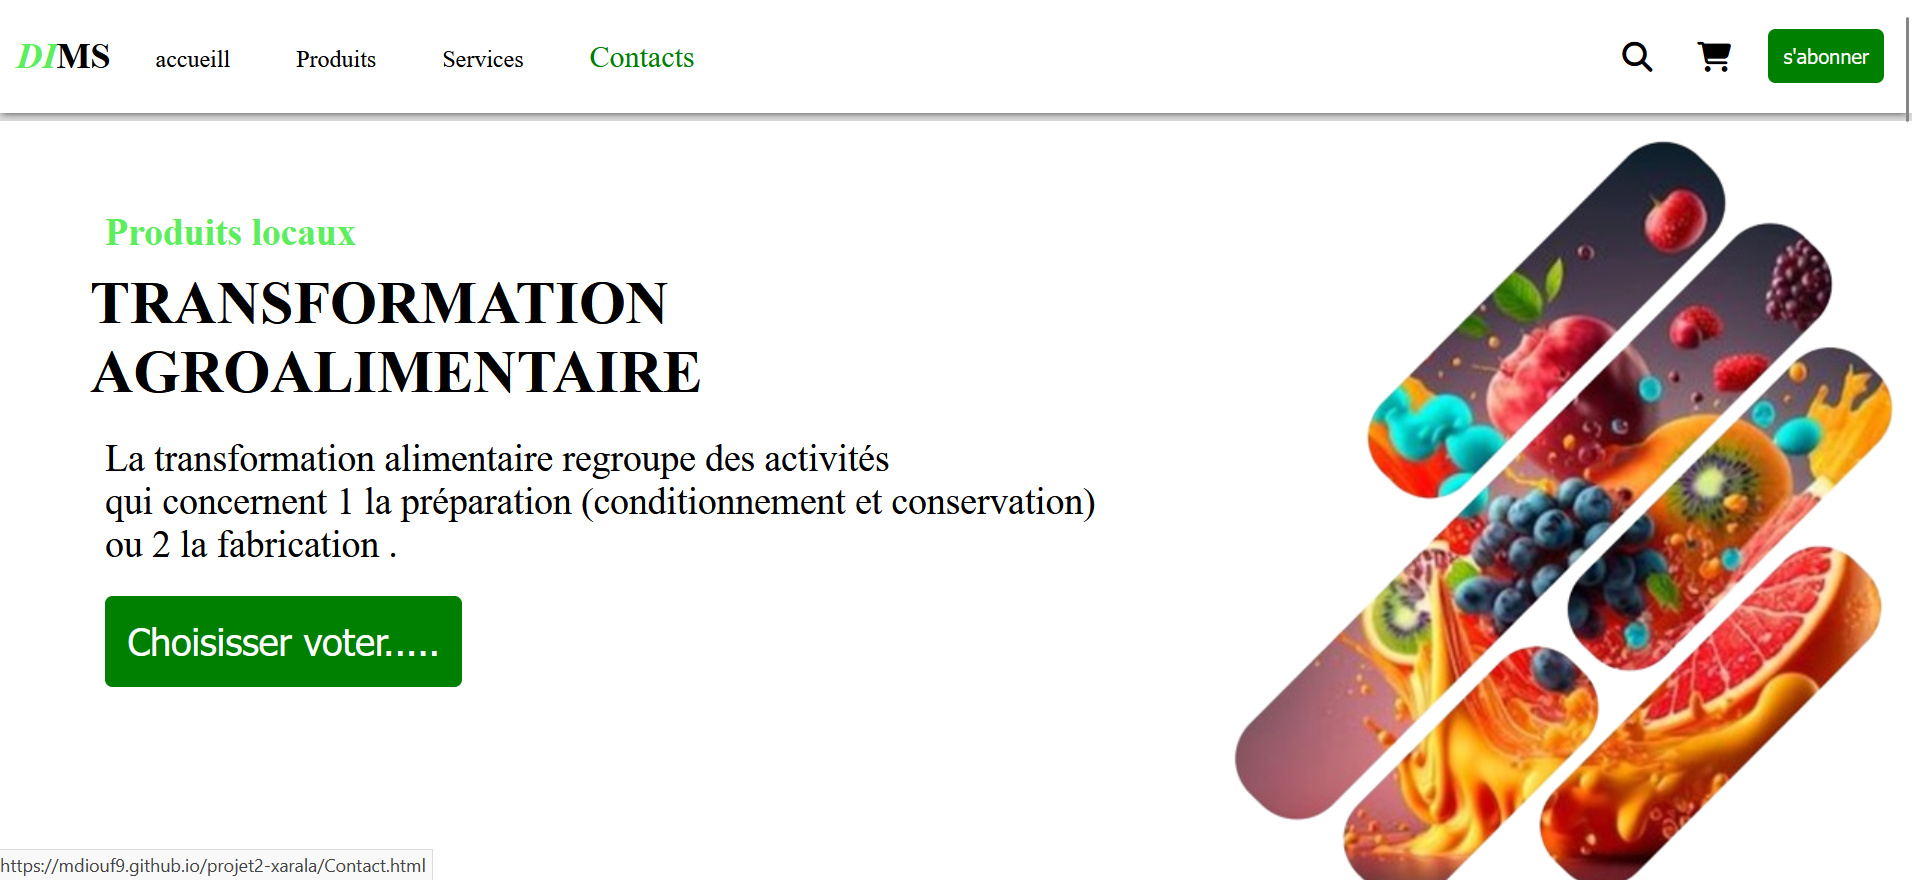 DIMS accueill Produits Services Contacts s'abonner
Produits locaux
TRANSFORMATION
AGROALIMENTAIRE
La transformation alimentaire regroupe des activités
qui concernent 1 la préparation (conditionnement et conservation)
ou 2 la fabrication .
Choisisser voter.....
https://mdiouf9.github.io/projet2-xarala/Contact.html